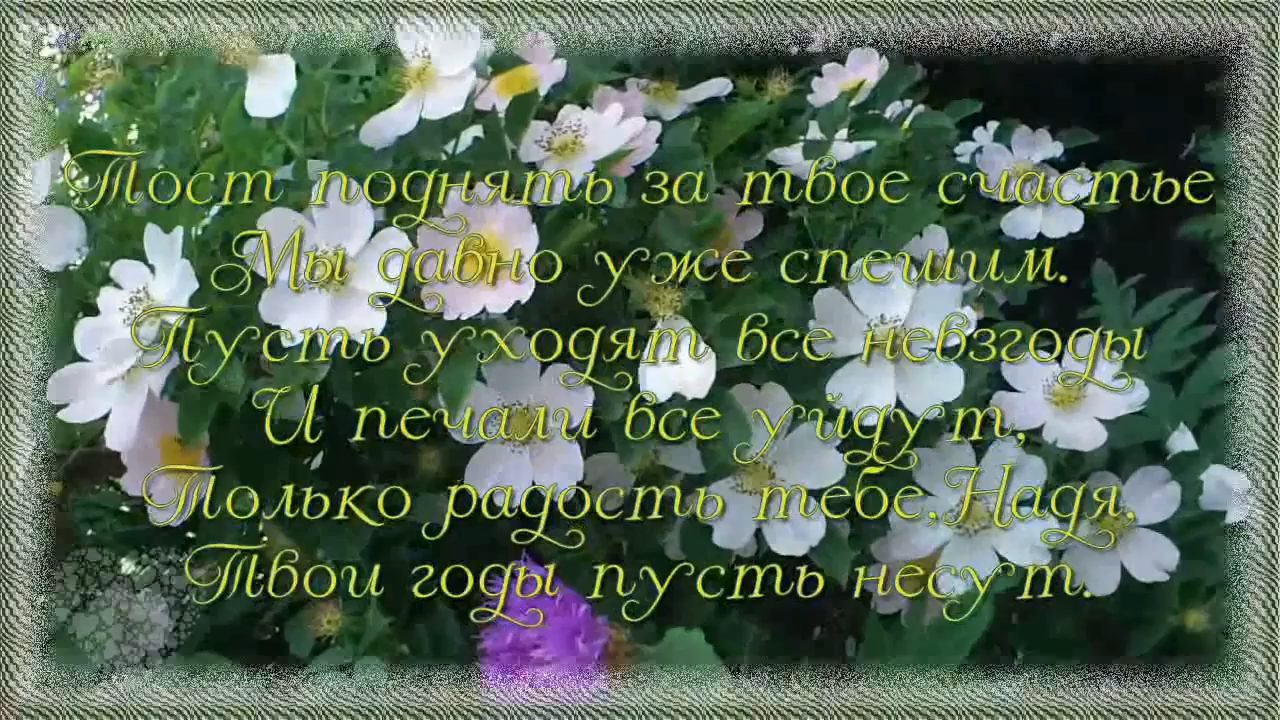 Тост поднять за твое счастье
Мы давно уже спешим.
Пусть уходят все невзгоды
И печали все уйдут,
Только радость тебе,Надя,
Твои годы пусть несут.